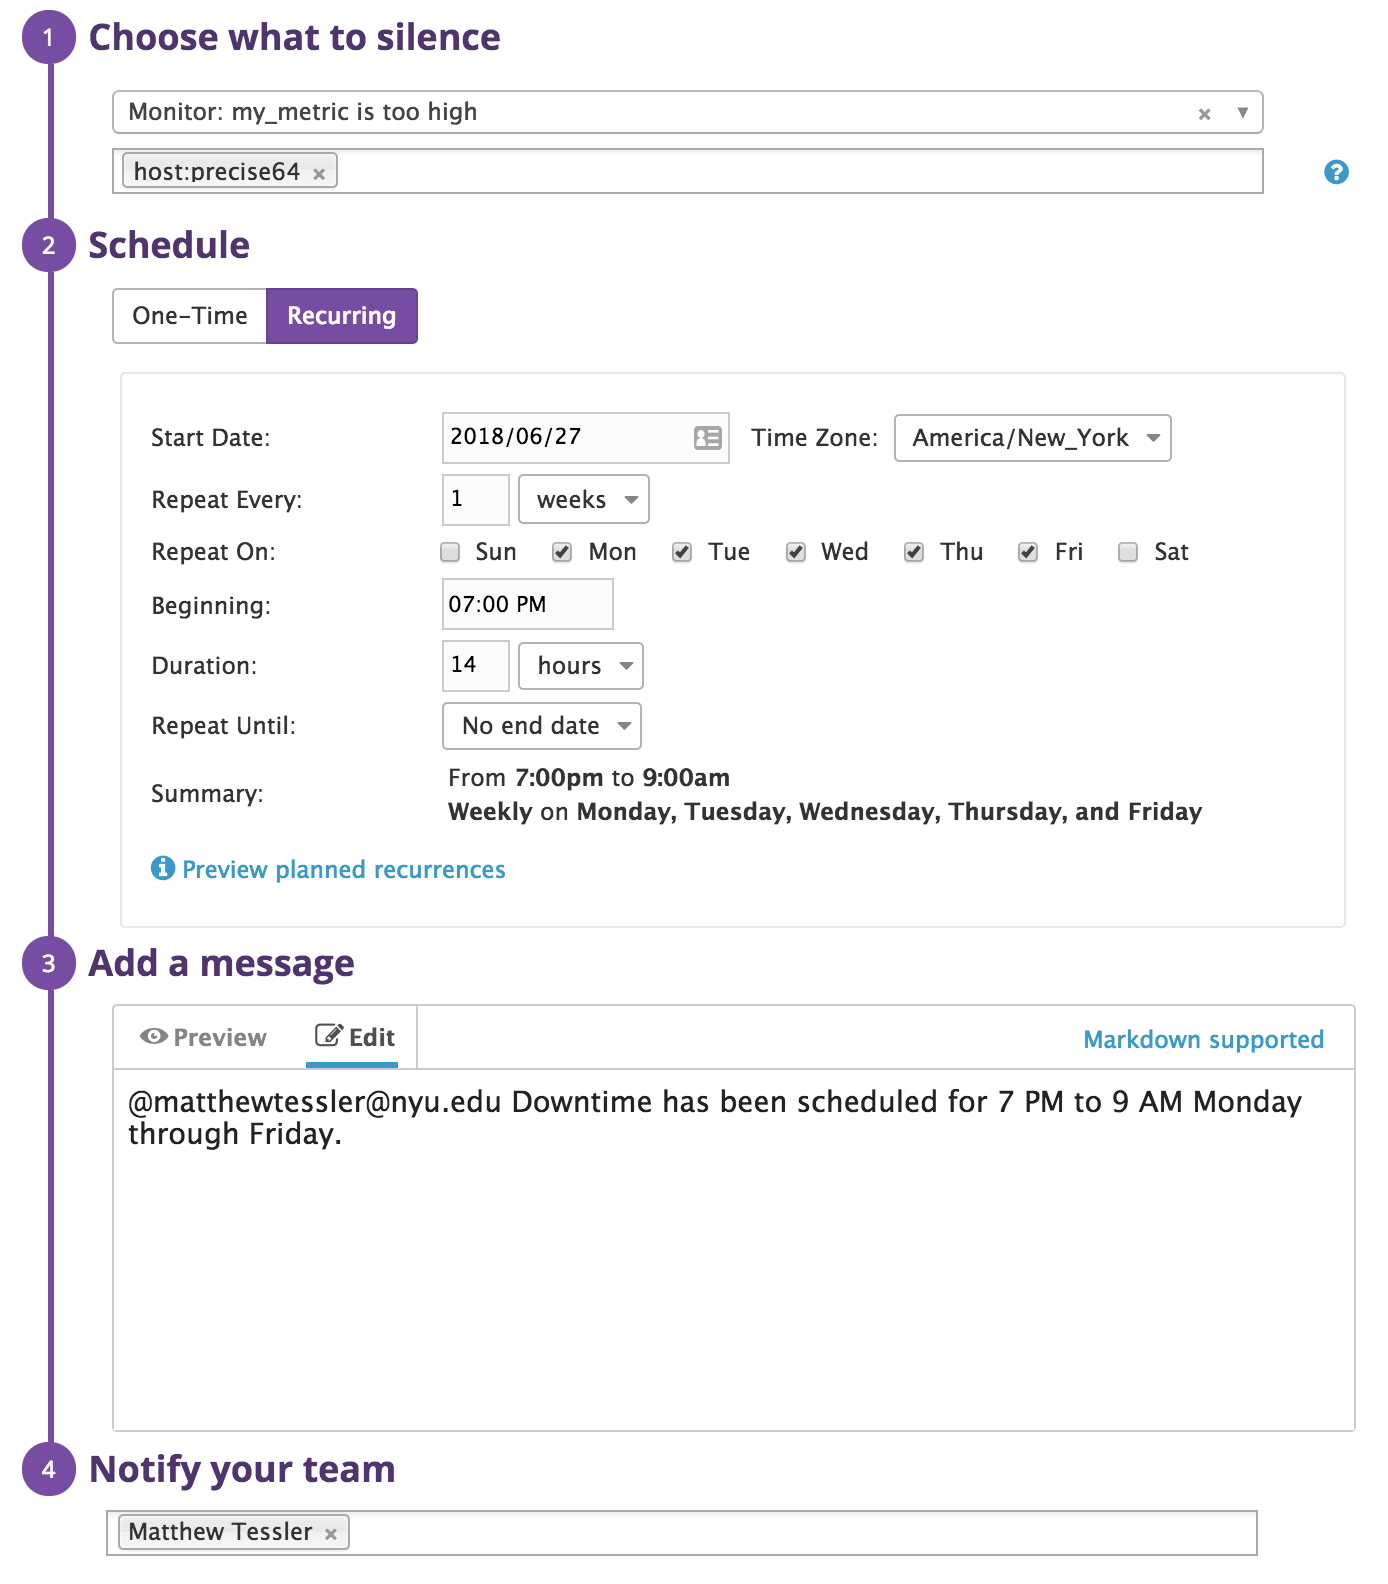 1 Choose what to silence
Monitor: my_metric is too high × ▼
host:precise64 × ?
2 Schedule
One-Time Recurring
Start Date: 2018/06/27 Time Zone: America/New_York
Repeat Every: 1 weeks
Repeat On: Sun Mon Tue Wed Thu Fri Sat
Beginning: 07:00 PM
Duration: 14 hours
Repeat Until: No end date
Summary: From 7:00pm to 9:00am
Weekly on Monday, Tuesday, Wednesday, Thursday, and Friday
Preview planned recurrences
3 Add a message
Preview Edit Markdown supported
@matthewtessler@nyu.edu Downtime has been scheduled for 7 PM to 9 AM Monday
through Friday.
4 Notify your team
Matthew Tessler ×